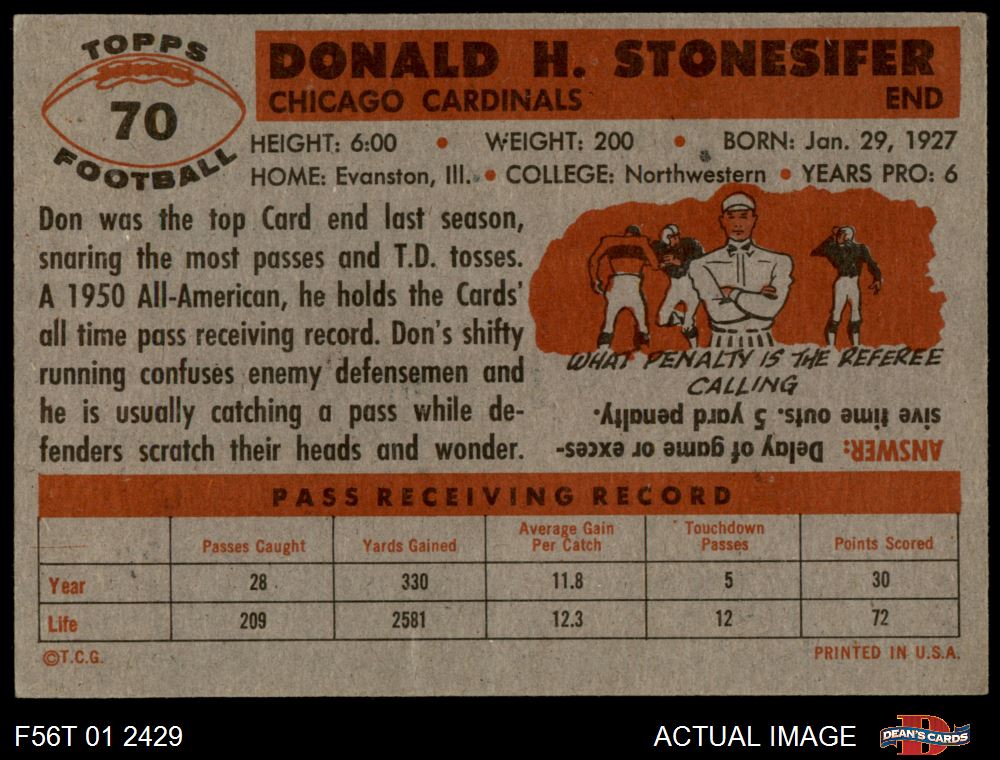 TOPPS
70
FOOTBALL
DONALD H. STONESIFER
CHICAGO CARDINALS END
HEIGHT: 6:00 • WEIGHT: 200 • BORN: Jan. 29, 1927
HOME: Evanston, Ill. • COLLEGE: Northwestern • YEARS PRO: 6
Don was the top Card end last season,
snaring the most passes and T.D. tosses.
A 1950 All-American, he holds the Cards'
all time pass receiving record. Don's shifty
running confuses enemy defensemen and
he is usually catching a pass while de-
fenders scratch their heads and wonder.
WHAT PENALTY IS THE REFEREE
CALLING
ANSWER: Delay of game or exces-
sive time outs. 5 yard penalty.
PASS RECEIVING RECORD
Passes Caught Yards Gained Average Gain Per Catch Touchdown Passes Points Scored
Year 28 330 11.8 5 30
Life 209 2581 12.3 12 72
©T.C.G. PRINTED IN U.S.A.
F56T 01 2429 ACTUAL IMAGE DEAN'S CARDS